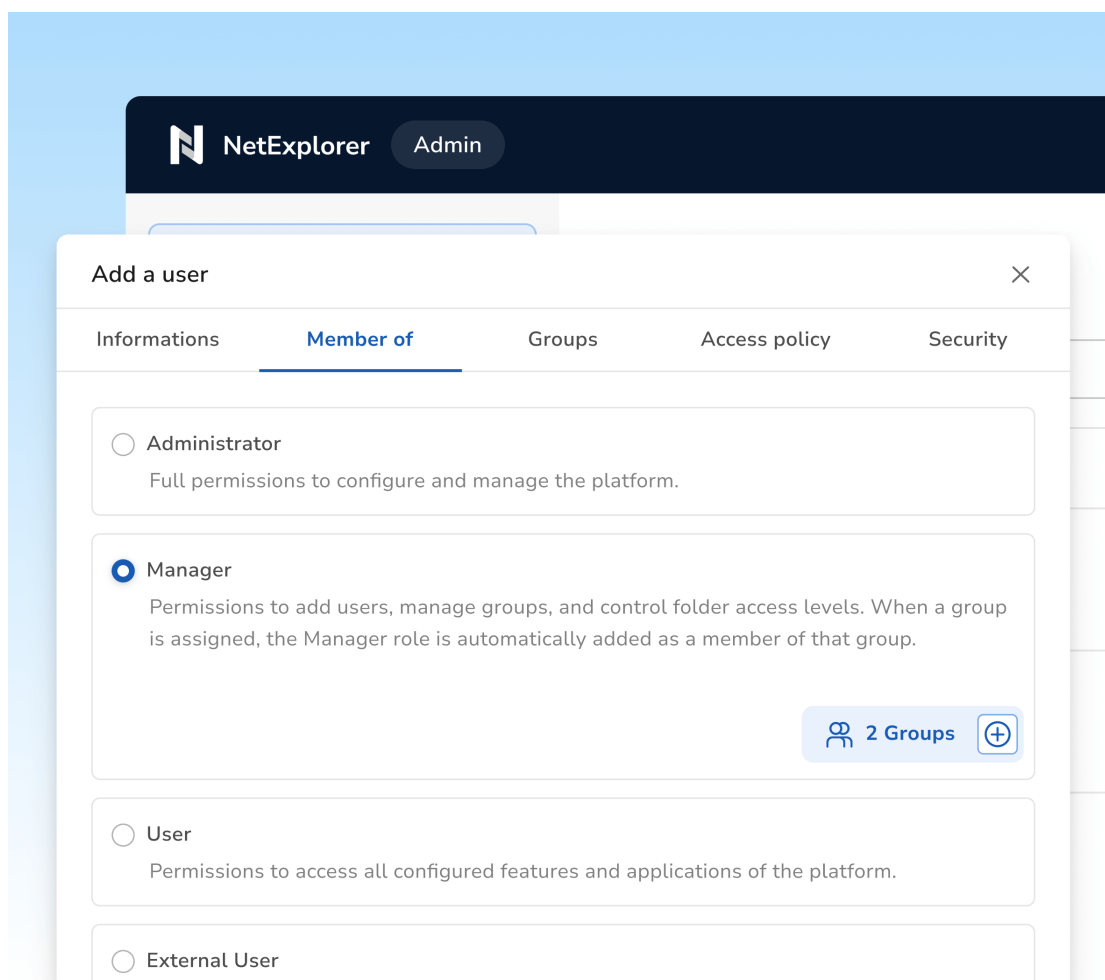 NetExplorer Admin
Add a user
Informations Member of Groups Access policy Security
Administrator
Full permissions to configure and manage the platform.
Manager
Permissions to add users, manage groups, and control folder access levels. When a group
is assigned, the Manager role is automatically added as a member of that group.
2 Groups
User
Permissions to access all configured features and applications of the platform.
External User